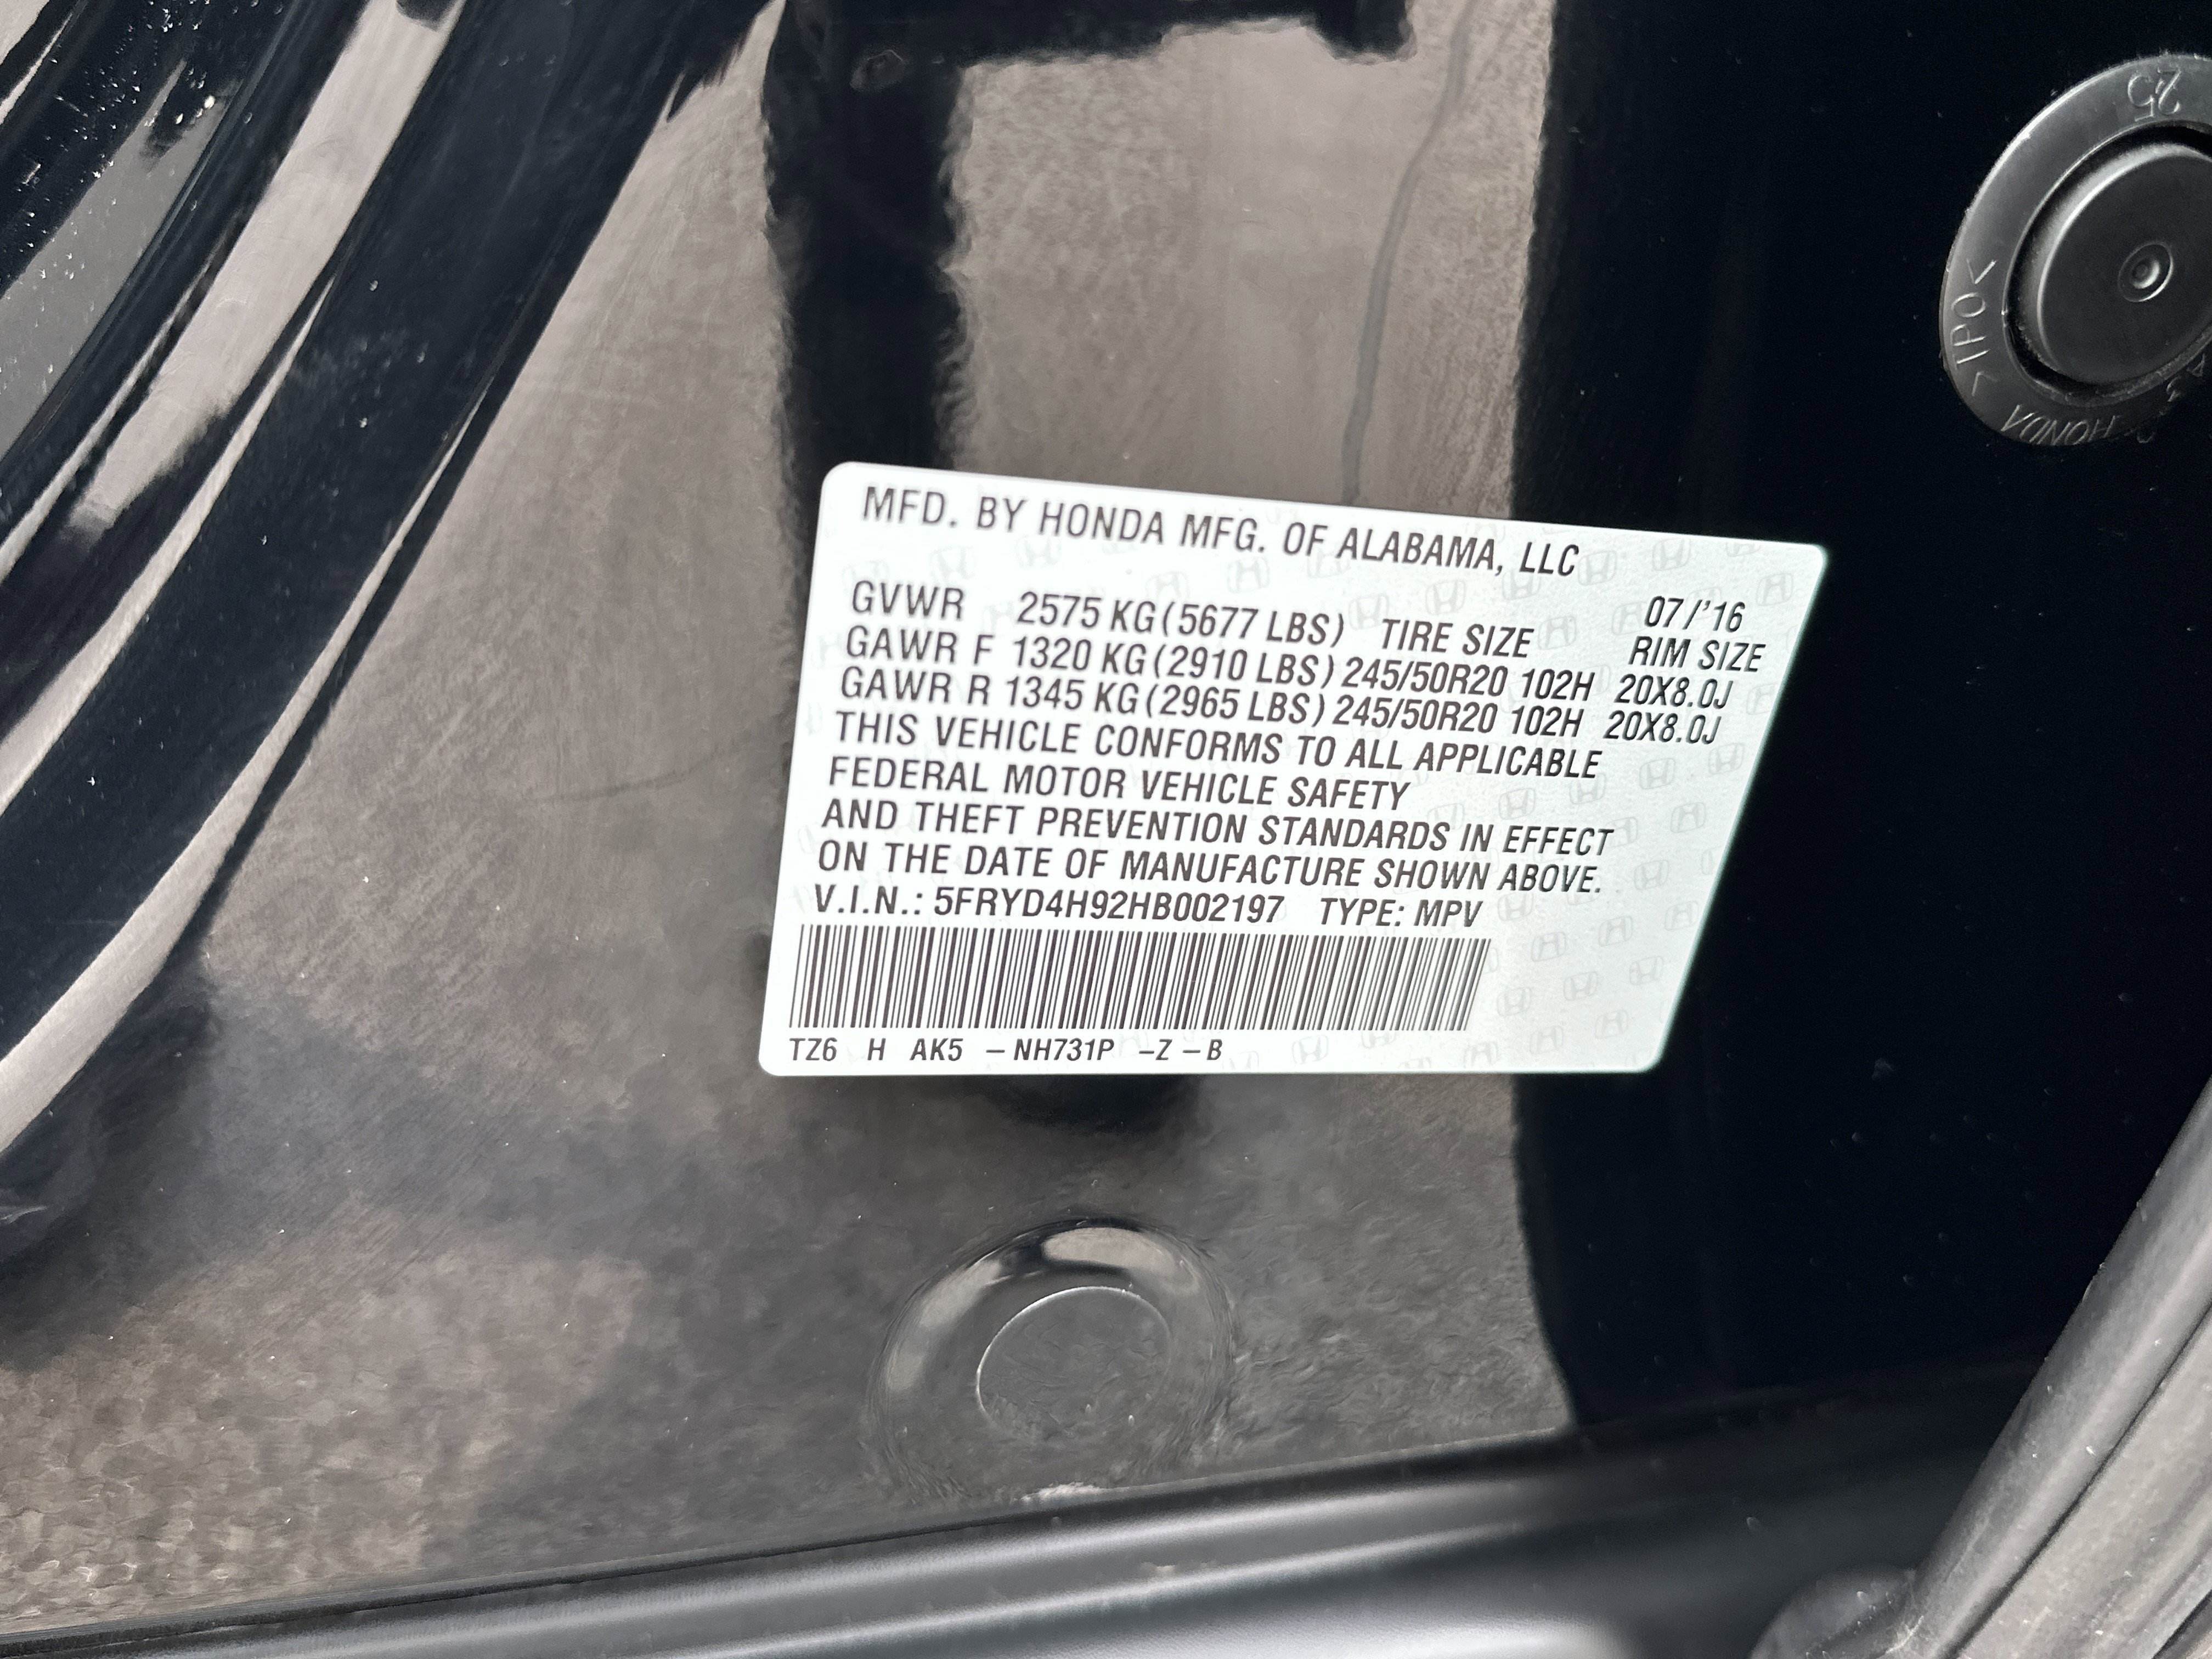 25
>IPO<
HONDA
MFD. BY HONDA MFG. OF ALABAMA, LLC
07/'16
GVWR 2575 KG (5677 LBS) TIRE SIZE RIM SIZE
GAWR F 1320 KG (2910 LBS) 245/50R20 102H 20X8.0J
GAWR R 1345 KG (2965 LBS) 245/50R20 102H 20X8.0J
THIS VEHICLE CONFORMS TO ALL APPLICABLE
FEDERAL MOTOR VEHICLE SAFETY
AND THEFT PREVENTION STANDARDS IN EFFECT
ON THE DATE OF MANUFACTURE SHOWN ABOVE.
V.I.N.: 5FRYD4H92HB002197 TYPE: MPV
TZ6 H AK5 – NH731P –Z – B